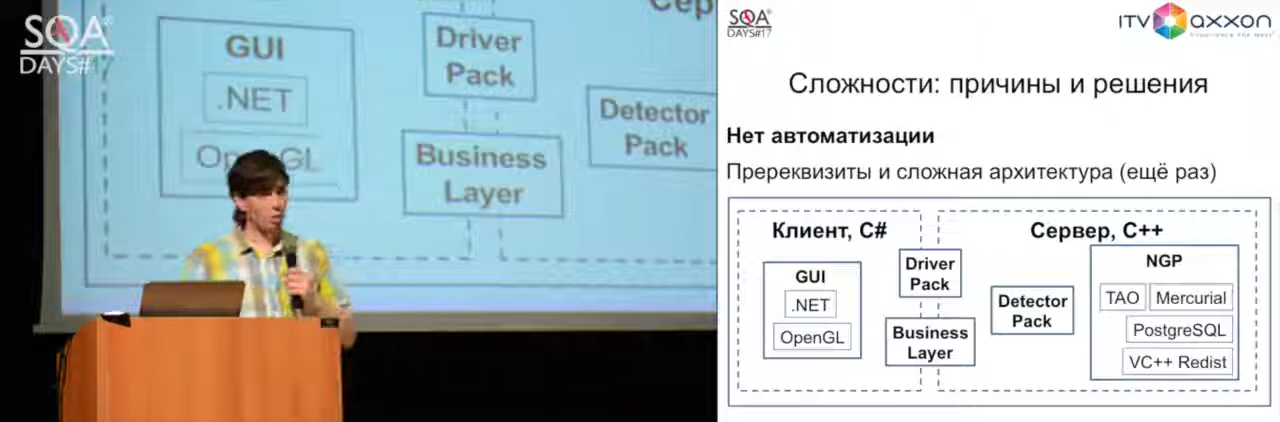 SQA
DAYS#17
Сер
GUI
.NET
OpenGL
Driver
Pack
Business
Layer
Detector
Pack
SQA
DAYS#17
ITV
axxon
Сложности: причины и решения
Нет автоматизации
Пререквизиты и сложная архитектура (ещё раз)
Клиент, C#
GUI
.NET
OpenGL
Driver
Pack
Business
Layer
Сервер, C++
Detector
Pack
NGP
TAO
Mercurial
PostgreSQL
VC++ Redist